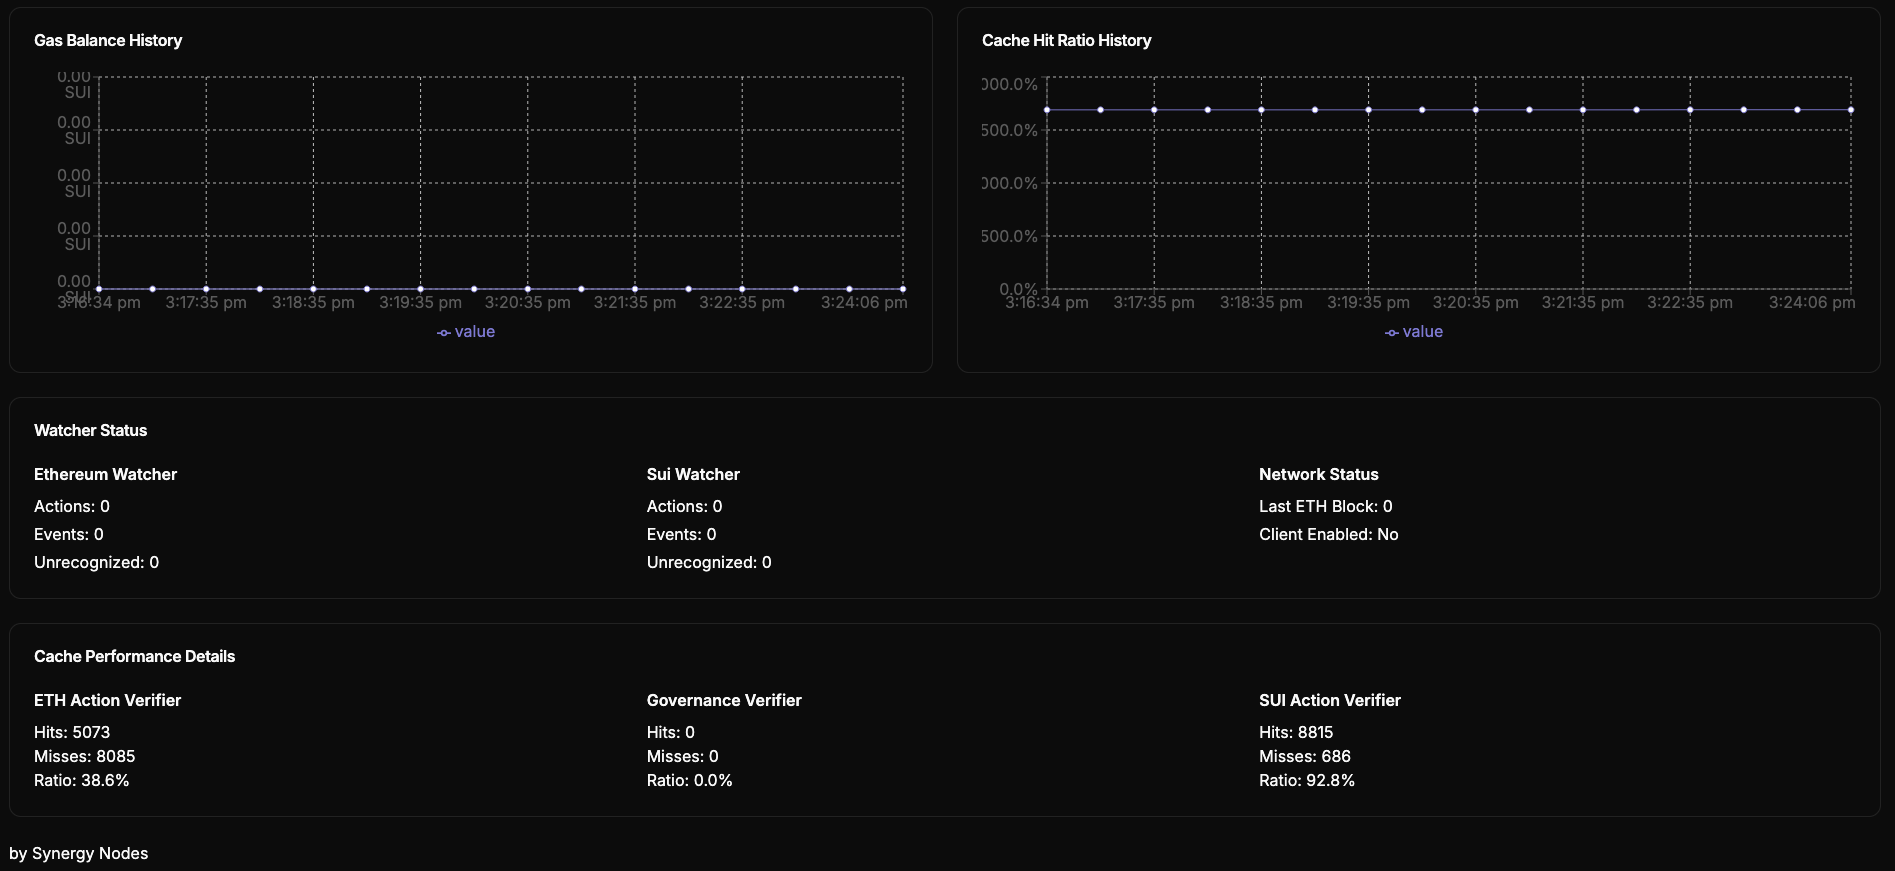 Gas Balance History
0.00
SUI
0.00
SUI
0.00
SUI
0.00
SUI
0.00
SUI
3:16:34 pm 3:17:35 pm 3:18:35 pm 3:19:35 pm 3:20:35 pm 3:21:35 pm 3:22:35 pm 3:24:06 pm
value
Cache Hit Ratio History
000.0%
500.0%
000.0%
500.0%
0.0%
3:16:34 pm 3:17:35 pm 3:18:35 pm 3:19:35 pm 3:20:35 pm 3:21:35 pm 3:22:35 pm 3:24:06 pm
value
Watcher Status
Ethereum Watcher
Actions: 0
Events: 0
Unrecognized: 0
Sui Watcher
Actions: 0
Events: 0
Unrecognized: 0
Network Status
Last ETH Block: 0
Client Enabled: No
Cache Performance Details
ETH Action Verifier
Hits: 5073
Misses: 8085
Ratio: 38.6%
Governance Verifier
Hits: 0
Misses: 0
Ratio: 0.0%
SUI Action Verifier
Hits: 8815
Misses: 686
Ratio: 92.8%
by Synergy Nodes